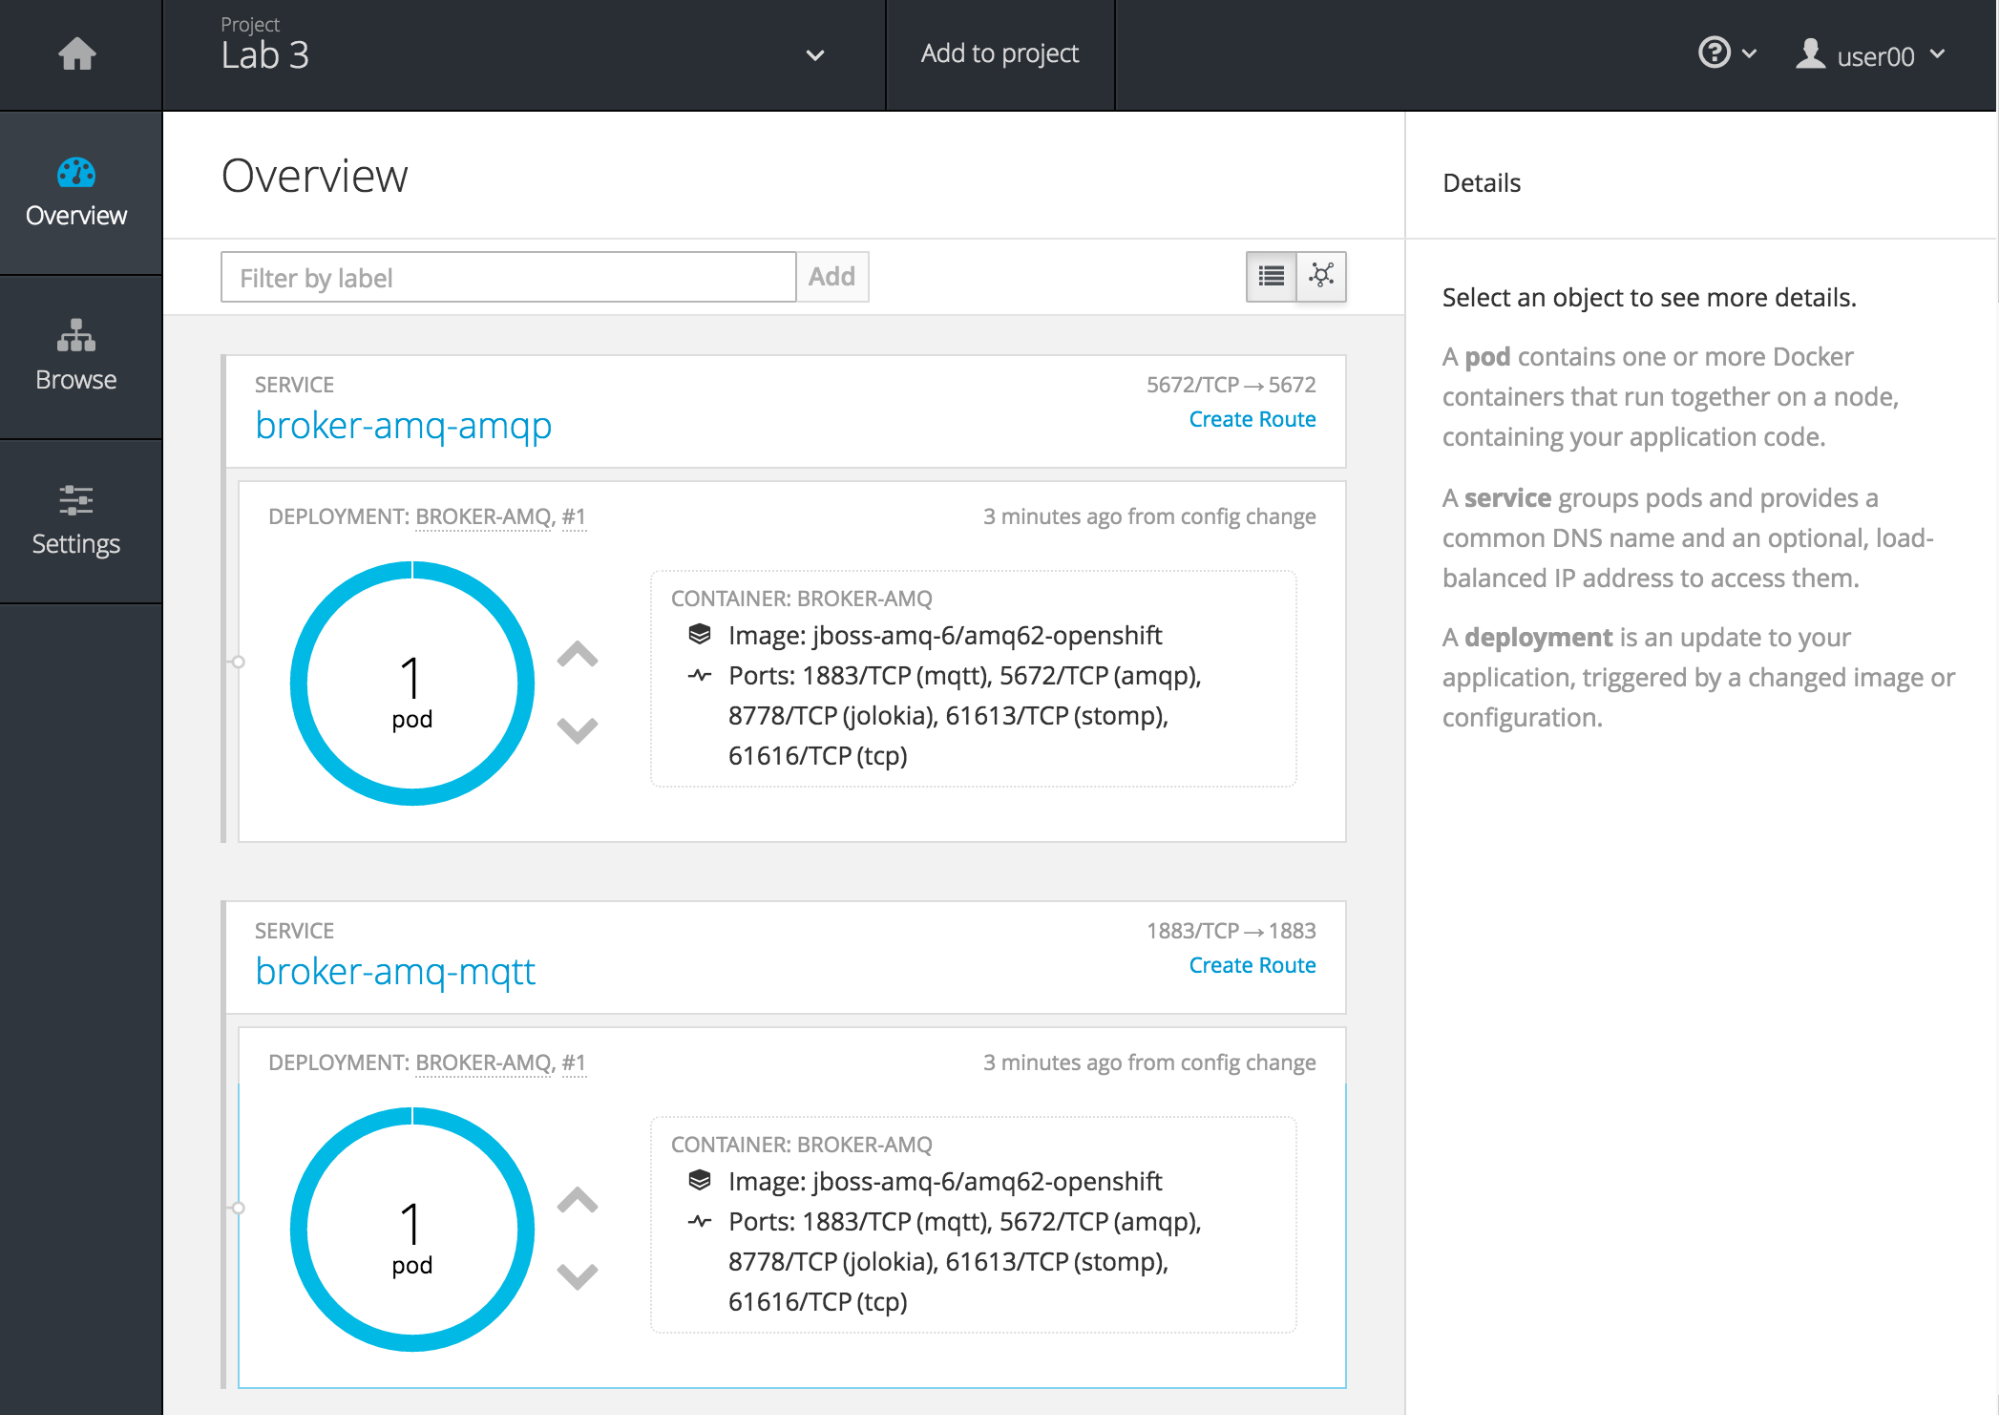 Project
Lab 3
Add to project
user00
Overview
Browse
Settings
Overview
Filter by label
Add
SERVICE
5672/TCP → 5672
broker-amq-amqp
Create Route
DEPLOYMENT: BROKER-AMQ, #1
3 minutes ago from config change
1
pod
CONTAINER: BROKER-AMQ
Image: jboss-amq-6/amq62-openshift
Ports: 1883/TCP (mqtt), 5672/TCP (amqp),
8778/TCP (jolokia), 61613/TCP (stomp),
61616/TCP (tcp)
SERVICE
1883/TCP → 1883
broker-amq-mqtt
Create Route
DEPLOYMENT: BROKER-AMQ, #1
3 minutes ago from config change
1
pod
CONTAINER: BROKER-AMQ
Image: jboss-amq-6/amq62-openshift
Ports: 1883/TCP (mqtt), 5672/TCP (amqp),
8778/TCP (jolokia), 61613/TCP (stomp),
61616/TCP (tcp)
Details
Select an object to see more details.
A pod contains one or more Docker
containers that run together on a node,
containing your application code.
A service groups pods and provides a
common DNS name and an optional, load-
balanced IP address to access them.
A deployment is an update to your
application, triggered by a changed image or
configuration.